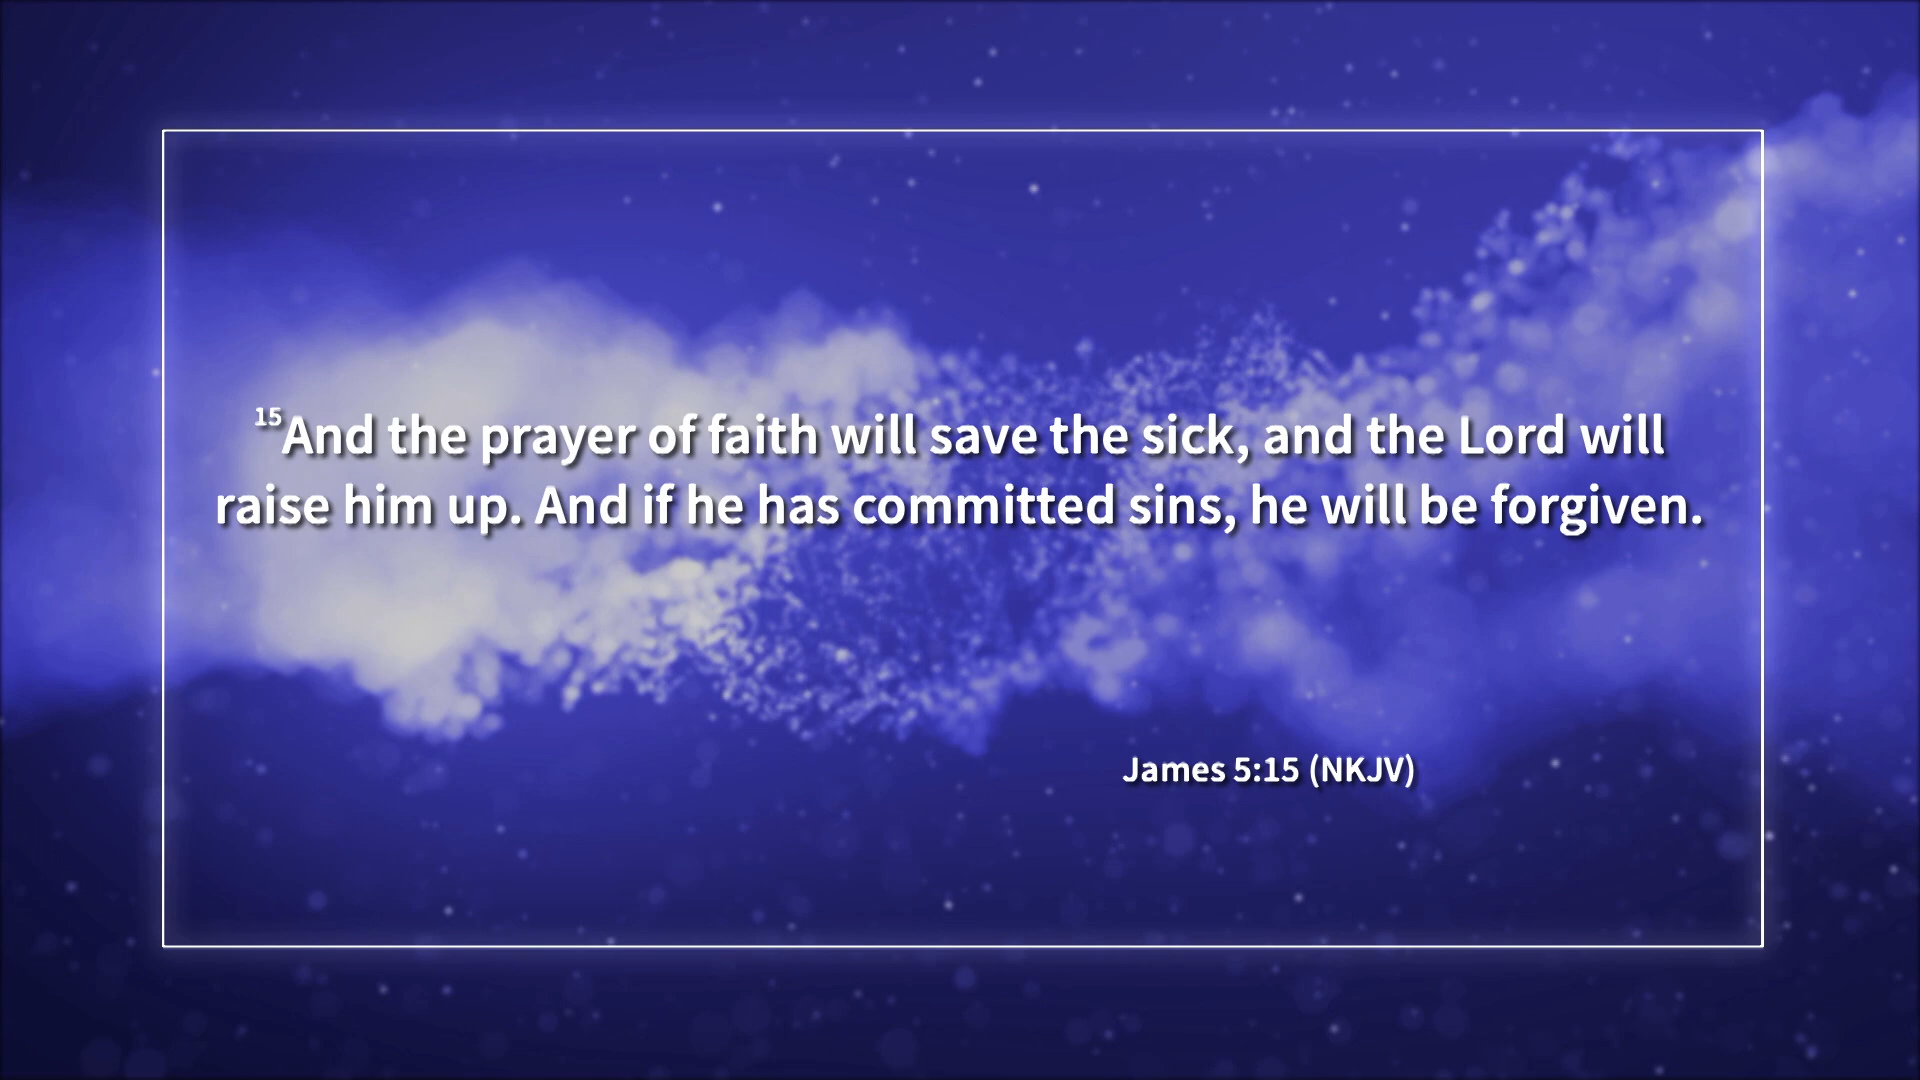 15And the prayer of faith will save the sick, and the Lord will
raise him up. And if he has committed sins, he will be forgiven.
James 5:15 (NKJV)